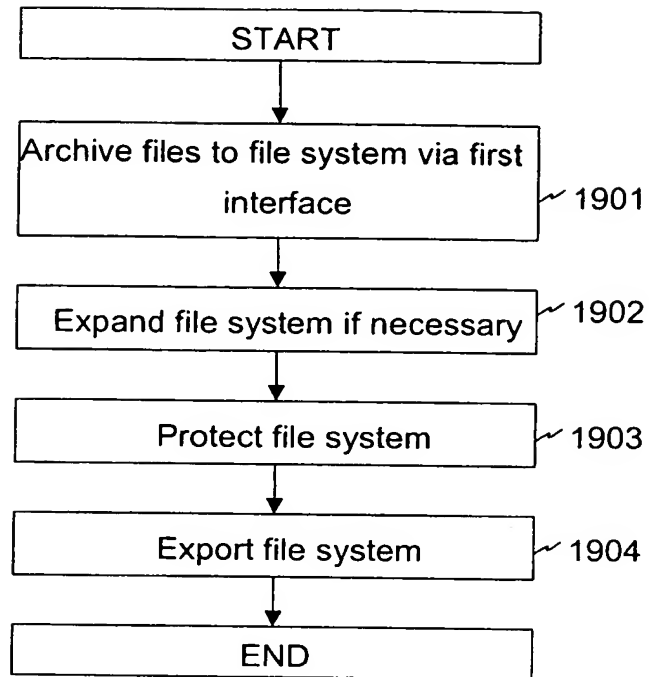 START
Archive files to file system via first
interface
1901
Expand file system if necessary
1902
Protect file system
1903
Export file system
1904
END